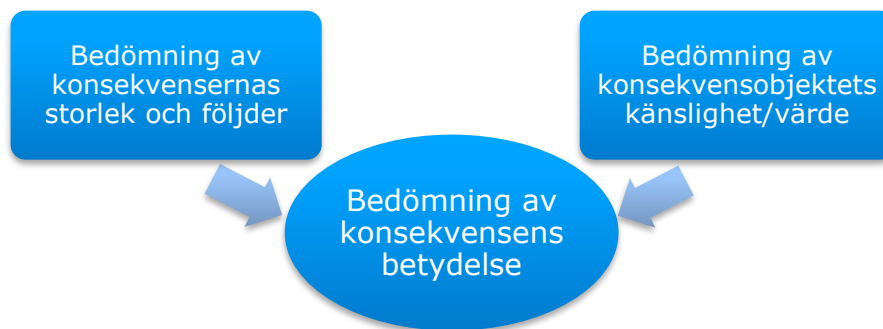 Bedömning av
konsekvensernas
storlek och följder
Bedömning av
konsekvensobjektets
känslighet/värde
Bedömning av
konsekvensens
betydelse